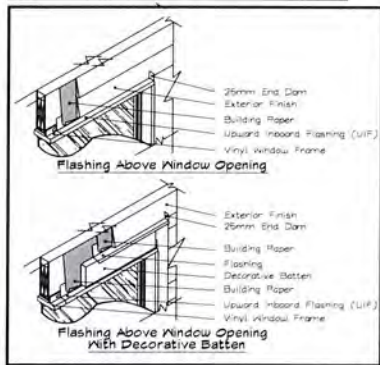 25mm End Dam
Exterior Finish
Building Paper
Upward Inboard Flashing (UIF)
Vinyl Window Frame
Flashing Above Window Opening
Exterior Finish
25mm End Dam
Building Paper
Flashing
Decorative Batten
Building Paper
Upward Inboard Flashing (UIF)
Vinyl Window Frame
Flashing Above Window Opening
With Decorative Batten